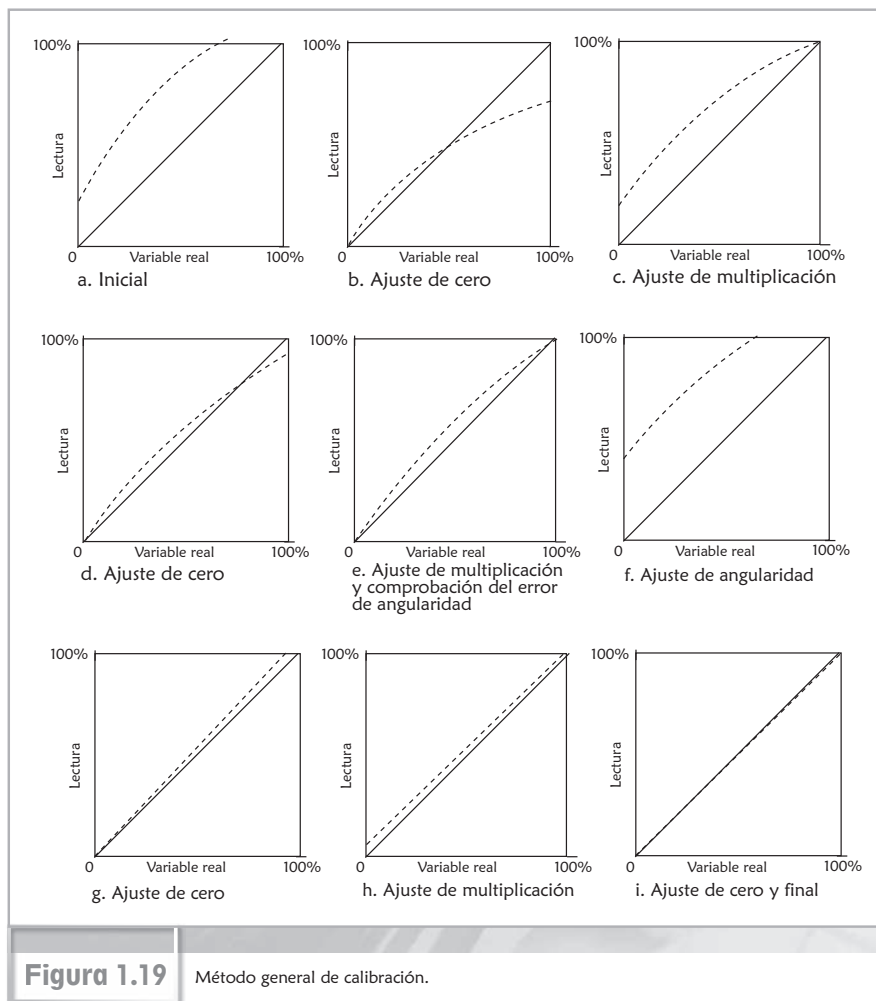 100%
Lectura
0
Variable real
100%
a. Inicial
100%
Lectura
0
Variable real
100%
b. Ajuste de cero
100%
Lectura
0
Variable real
100%
c. Ajuste de multiplicación
100%
Lectura
0
Variable real
100%
d. Ajuste de cero
100%
Lectura
0
Variable real
100%
e. Ajuste de multiplicación
y comprobación del error
de angularidad
100%
Lectura
0
Variable real
100%
f. Ajuste de angularidad
100%
Lectura
0
Variable real
100%
g. Ajuste de cero
100%
Lectura
0
Variable real
100%
h. Ajuste de multiplicación
100%
Lectura
0
Variable real
100%
i. Ajuste de cero y final
Figura 1.19
Método general de calibración.